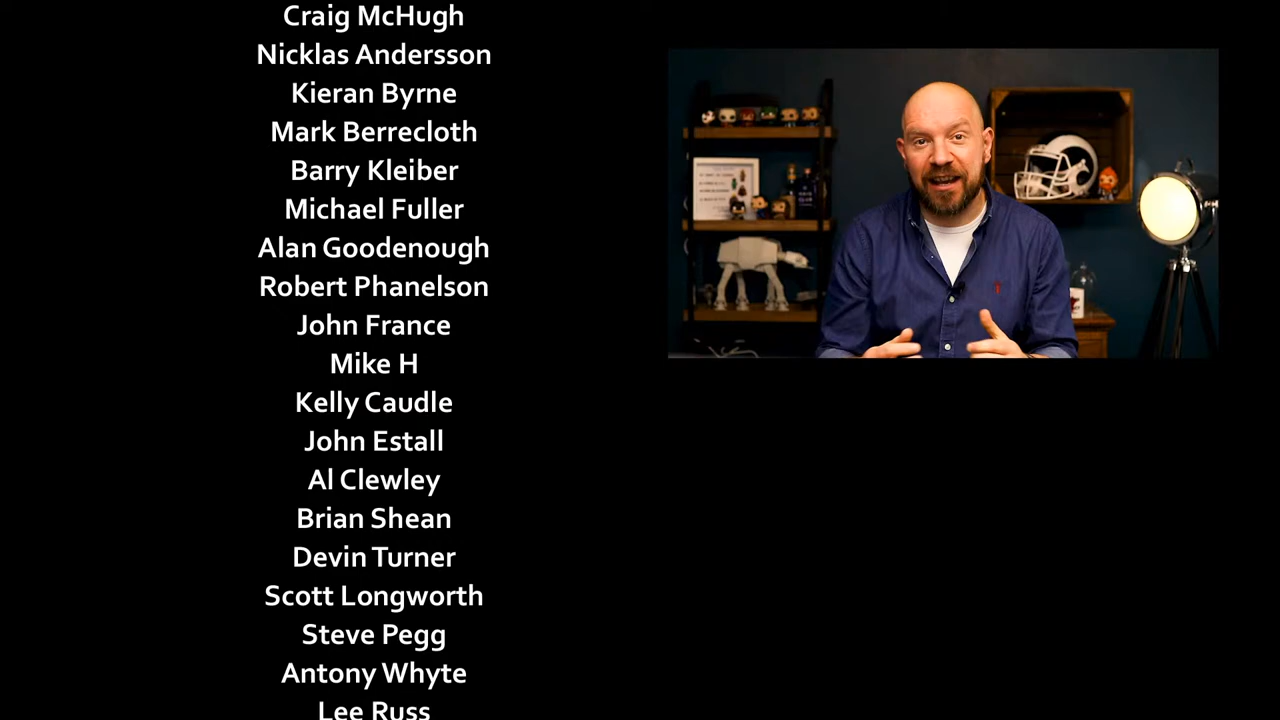 Craig McHugh
Nicklas Andersson
Kieran Byrne
Mark Berrecloth
Barry Kleiber
Michael Fuller
Alan Goodenough
Robert Phanelson
John France
Mike H
Kelly Caudle
John Estall
Al Clewley
Brian Shean
Devin Turner
Scott Longworth
Steve Pegg
Antony Whyte
Lee Russ